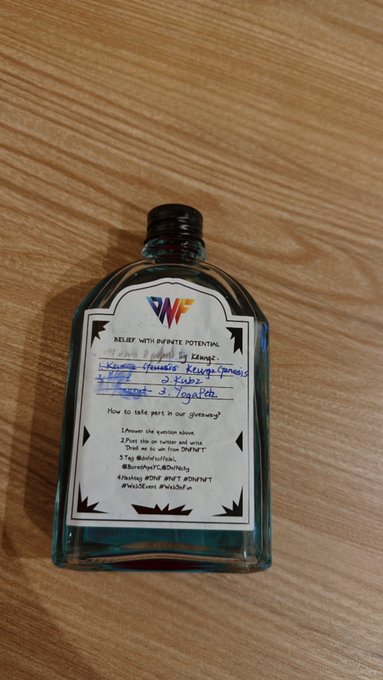 DNF
BELIEF WITH INFINITE POTENTIAL
by Keungz.
1. Genesis Keungz Genesis
2. Kubz
3. YogaPetz
How to take part in our giveaway?
1.Answer the question above.
2.Post this on twitter and write
'Drink me to win from DNFNFT'
3.Tag @dnfnftofficial,
@BoredApeYC, @DnfNicky
4.Hashtag #DNF #NFT #DNFNFT
#Web3Event #Web3IsFun